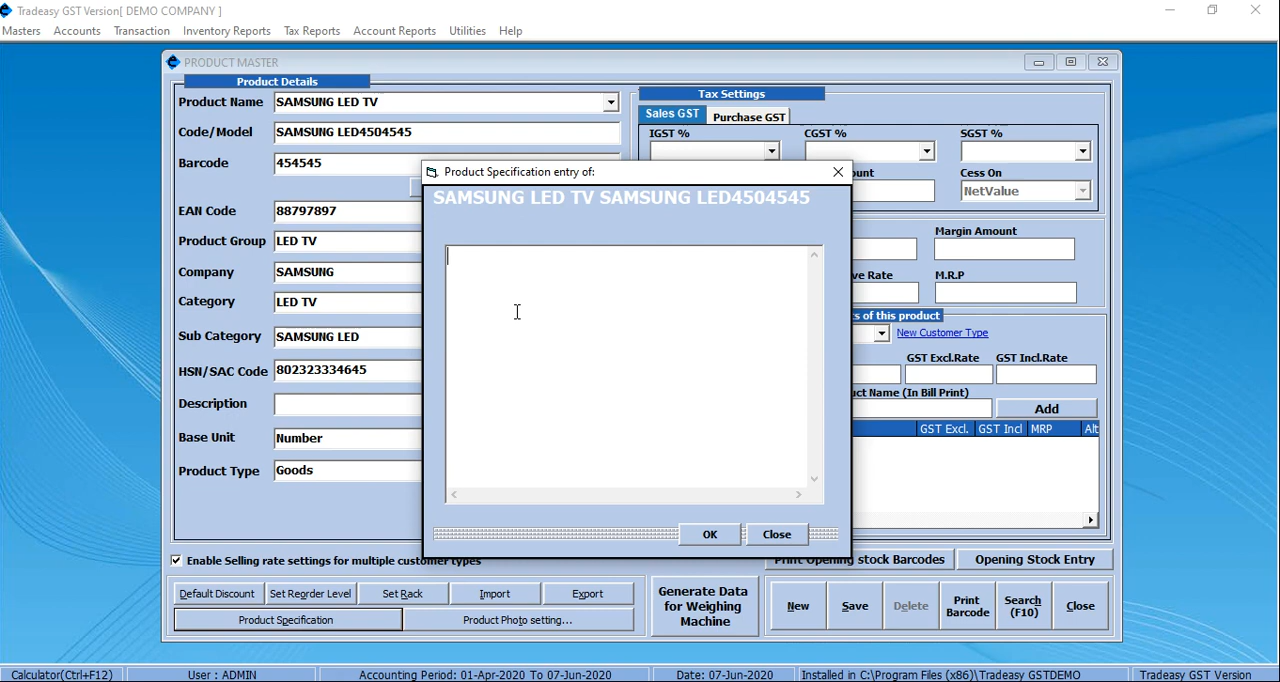 Tradeasy GST Version[ DEMO COMPANY ]
Masters Accounts Transaction Inventory Reports Tax Reports Account Reports Utilities Help
PRODUCT MASTER
Product Details
Product Name SAMSUNG LED TV
Code/Model SAMSUNG LED4504545
Barcode 454545
EAN Code 88797897
Product Group LED TV
Company SAMSUNG
Category LED TV
Sub Category SAMSUNG LED
HSN/SAC Code 802323334645
Description
Base Unit Number
Product Type Goods
Tax Settings
Sales GST Purchase GST
IGST % CGST % SGST %
ount Cess On
NetValue
Margin Amount
ve Rate M.R.P
s of this product
New Customer Type
GST Excl.Rate GST Incl.Rate
uct Name (In Bill Print)
Add
GST Excl. GST Incl MRP Alt
Product Specification entry of:
SAMSUNG LED TV SAMSUNG LED4504545
OK Close
Enable Selling rate settings for multiple customer types
Print Opening stock Barcodes Opening Stock Entry
Default Discount Set Reorder Level Set Rack Import Export
Product Specification Product Photo setting...
Generate Data
for Weighing
Machine
New Save Delete Print
Barcode Search
(F10) Close
Calculator(Ctrl+F12) User : ADMIN Accounting Period: 01-Apr-2020 To 07-Jun-2020 Date: 07-Jun-2020 Installed in C:\Program Files (x86)\Tradeasy GSTDEMO Tradeasy GST Version